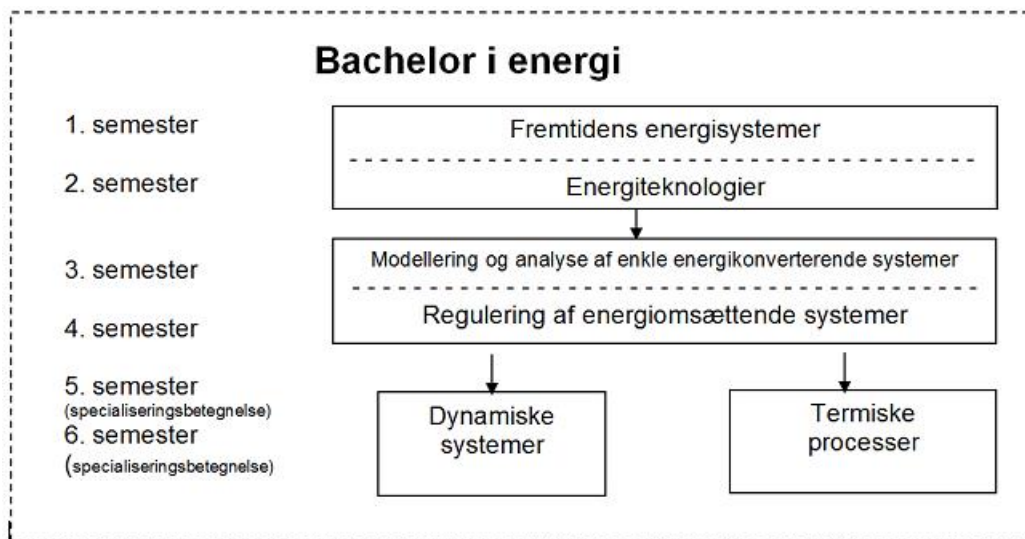 Bachelor i energi
1. semester
Fremtidens energisystemer
2. semester
Energiteknologier
3. semester
Modellering og analyse af enkle energikonverterende systemer
4. semester
Regulering af energiomsættende systemer
5. semester
(specialiseringsbetegnelse)
6. semester
(specialiseringsbetegnelse)
Dynamiske
systemer
Termiske
processer